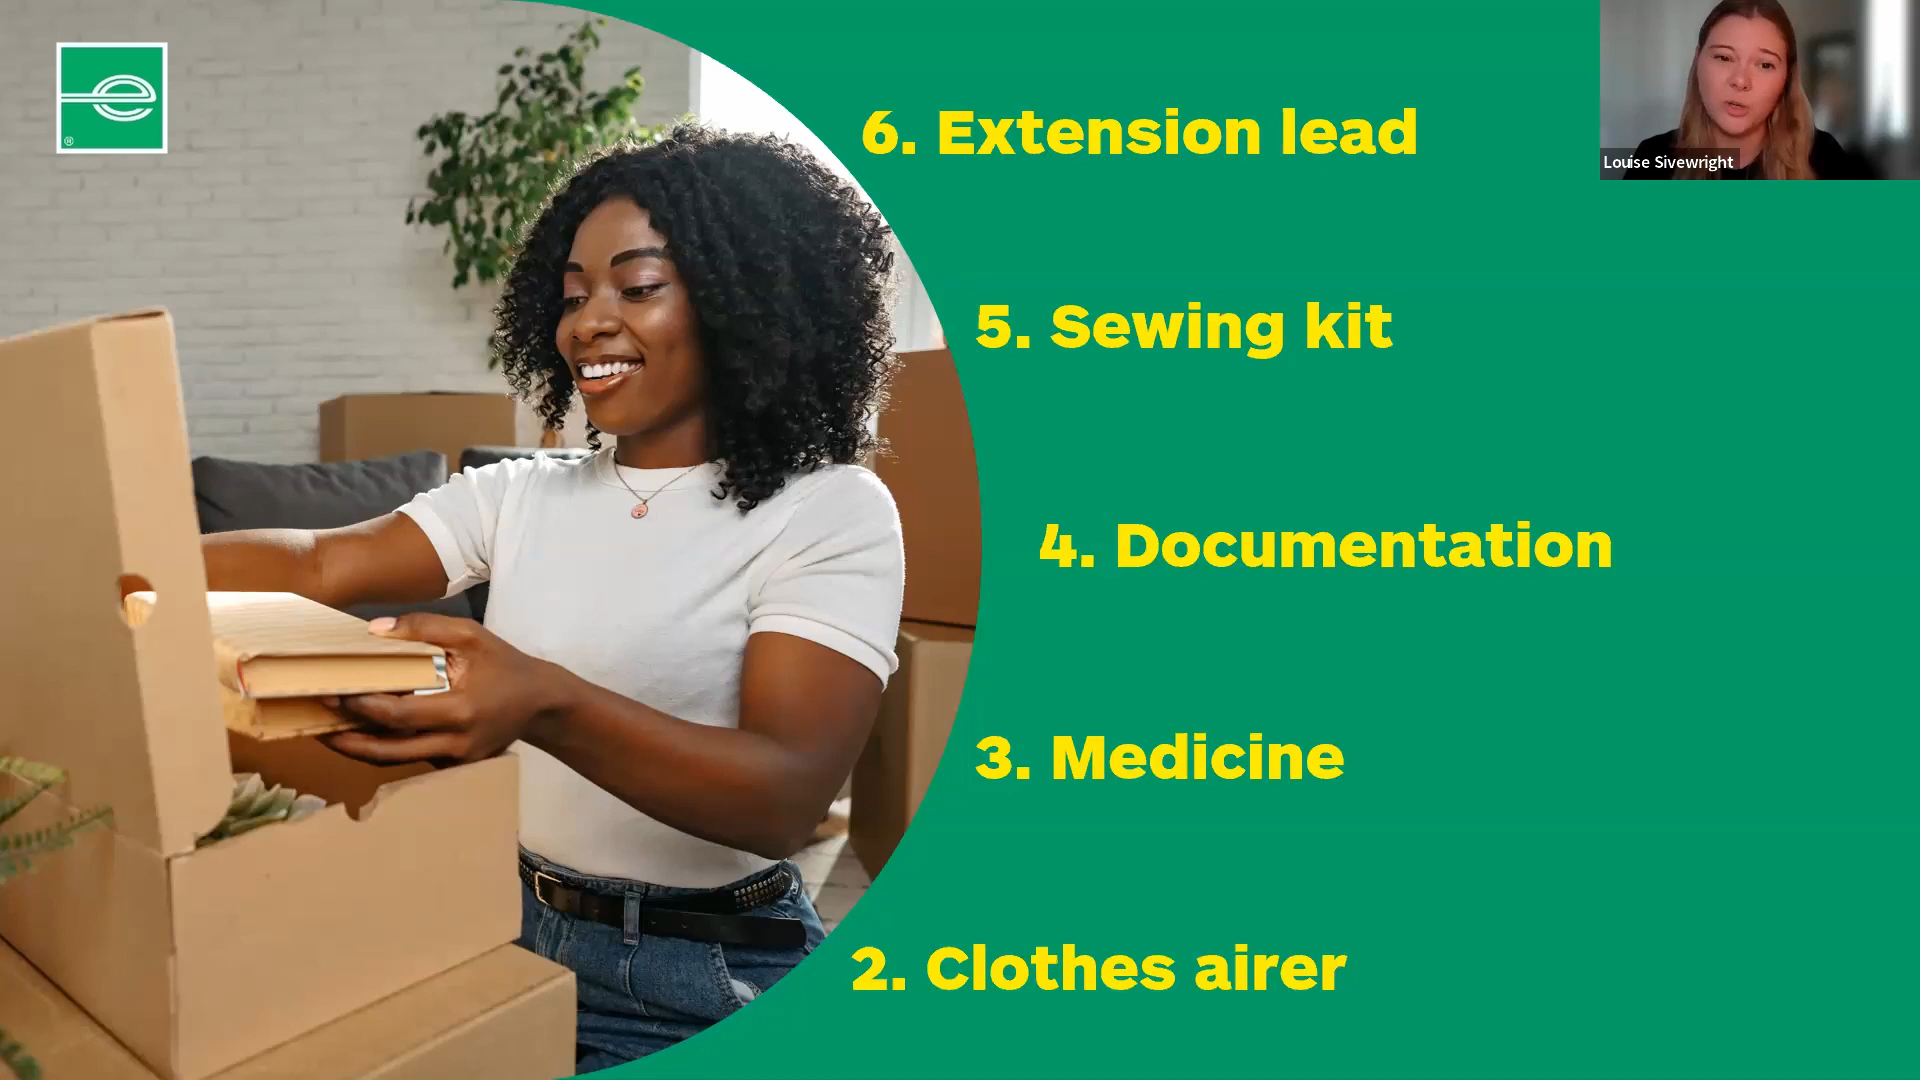 6. Extension lead
Louise Sivewright
5. Sewing kit
4. Documentation
3. Medicine
2. Clothes airer
e
®